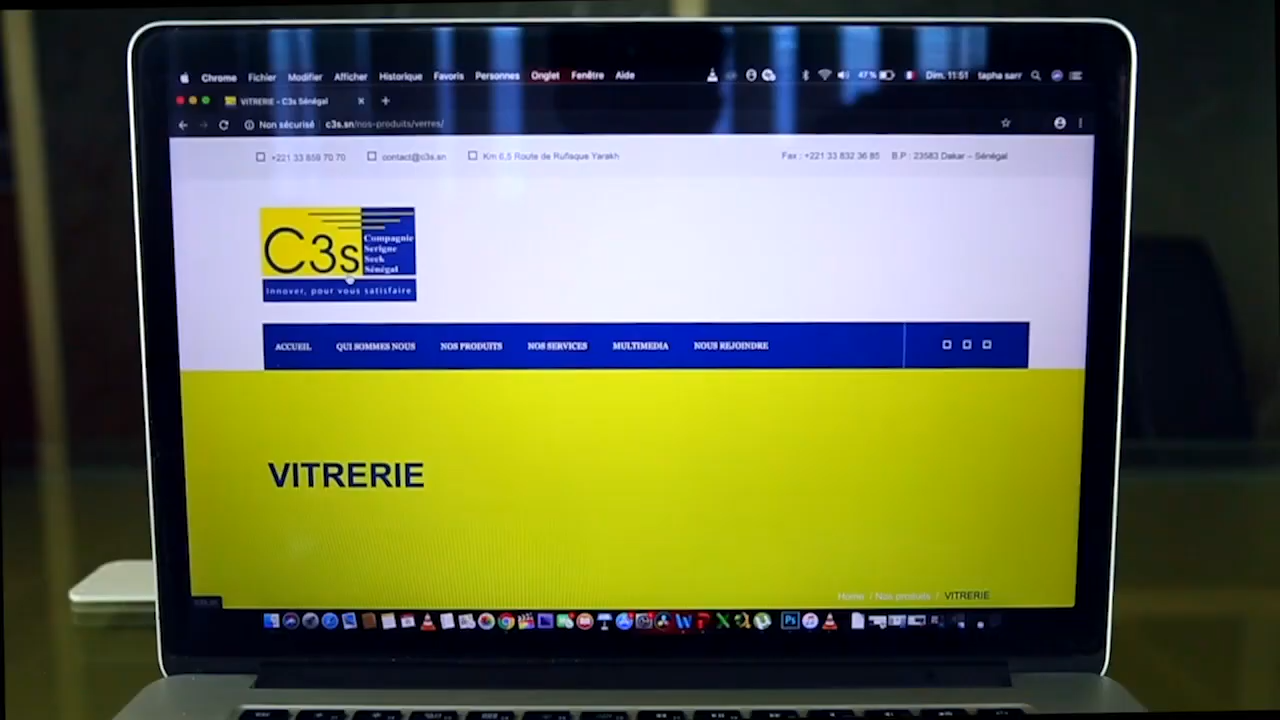 Chrome Fichier Modifier Afficher Historique Favoris Personnes Onglet Fenêtre Aide 47 % Dim. 11:51 tapha sarr
VITRERIE - C3s Sénégal
Non sécurisé c3s.sn/nos-produits/verres/
+221 33 859 70 70 contact@c3s.sn Km 6,5 Route de Rufisque Yarakh Fax : +221 33 832 36 85 B.P : 23583 Dakar – Sénégal
C3s
Compagnie
Serigne
Seck
Sénégal
Innover, pour vous satisfaire
ACCUEIL QUI SOMMES NOUS NOS PRODUITS NOS SERVICES MULTIMEDIA NOUS REJOINDRE
VITRERIE
Home / Nos produits / VITRERIE